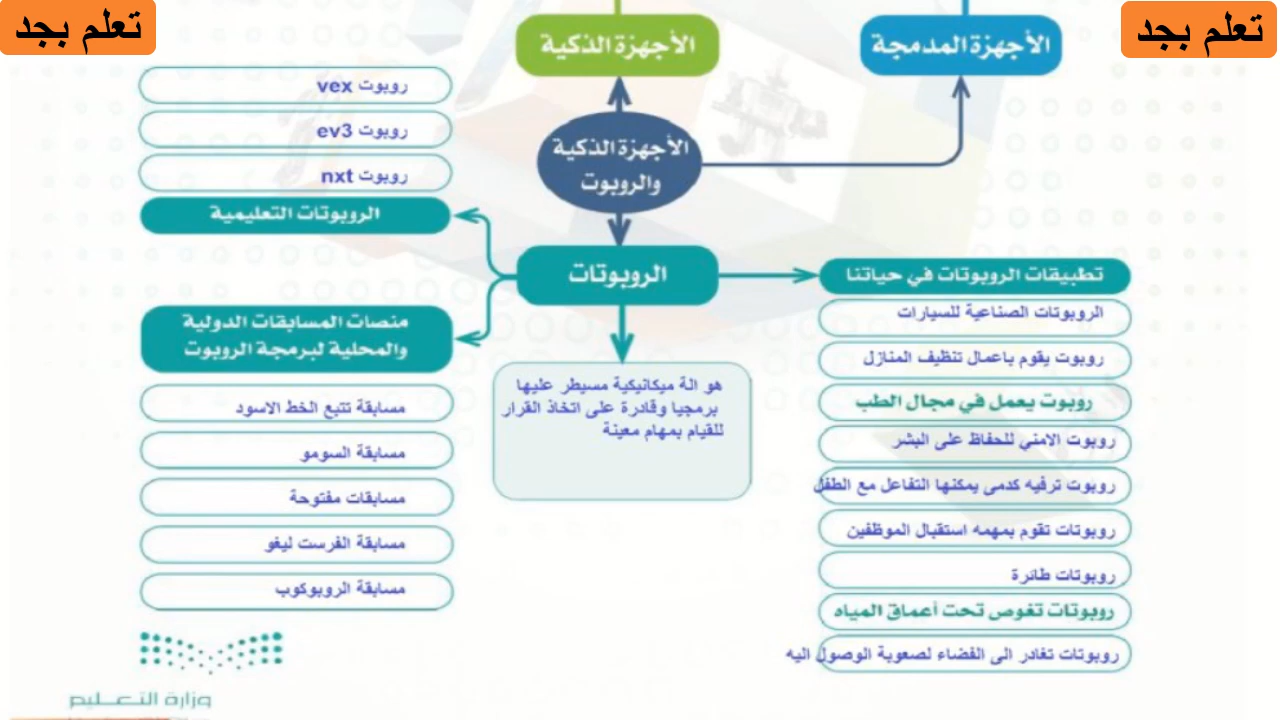 تعلم بجد
تعلم بجد
الأجهزة المدمجة
الأجهزة الذكية
الأجهزة الذكية
والروبوت
الروبوتات
هو الة ميكانيكية مسيطر عليها
برمجيا وقادرة على اتخاذ القرار
للقيام بمهام معينة
تطبيقات الروبوتات في حياتنا
الروبوتات الصناعية للسيارات
روبوت يقوم باعمال تنظيف المنازل
روبوت يعمل في مجال الطب
روبوت الامني للحفاظ على البشر
روبوت ترفيه كدمى يمكنها التفاعل مع الطفل
روبوتات تقوم بمهمه استقبال الموظفين
روبوتات طائرة
روبوتات تغوص تحت أعماق المياه
روبوتات تغادر الى الفضاء لصعوبة الوصول اليه
روبوت vex
روبوت ev3
روبوت nxt
الروبوتات التعليمية
منصات المسابقات الدولية
والمحلية لبرمجة الروبوت
مسابقة تتبع الخط الاسود
مسابقة السومو
مسابقات مفتوحة
مسابقة الفرست ليغو
مسابقة الروبوكوب
وزارة التعليم